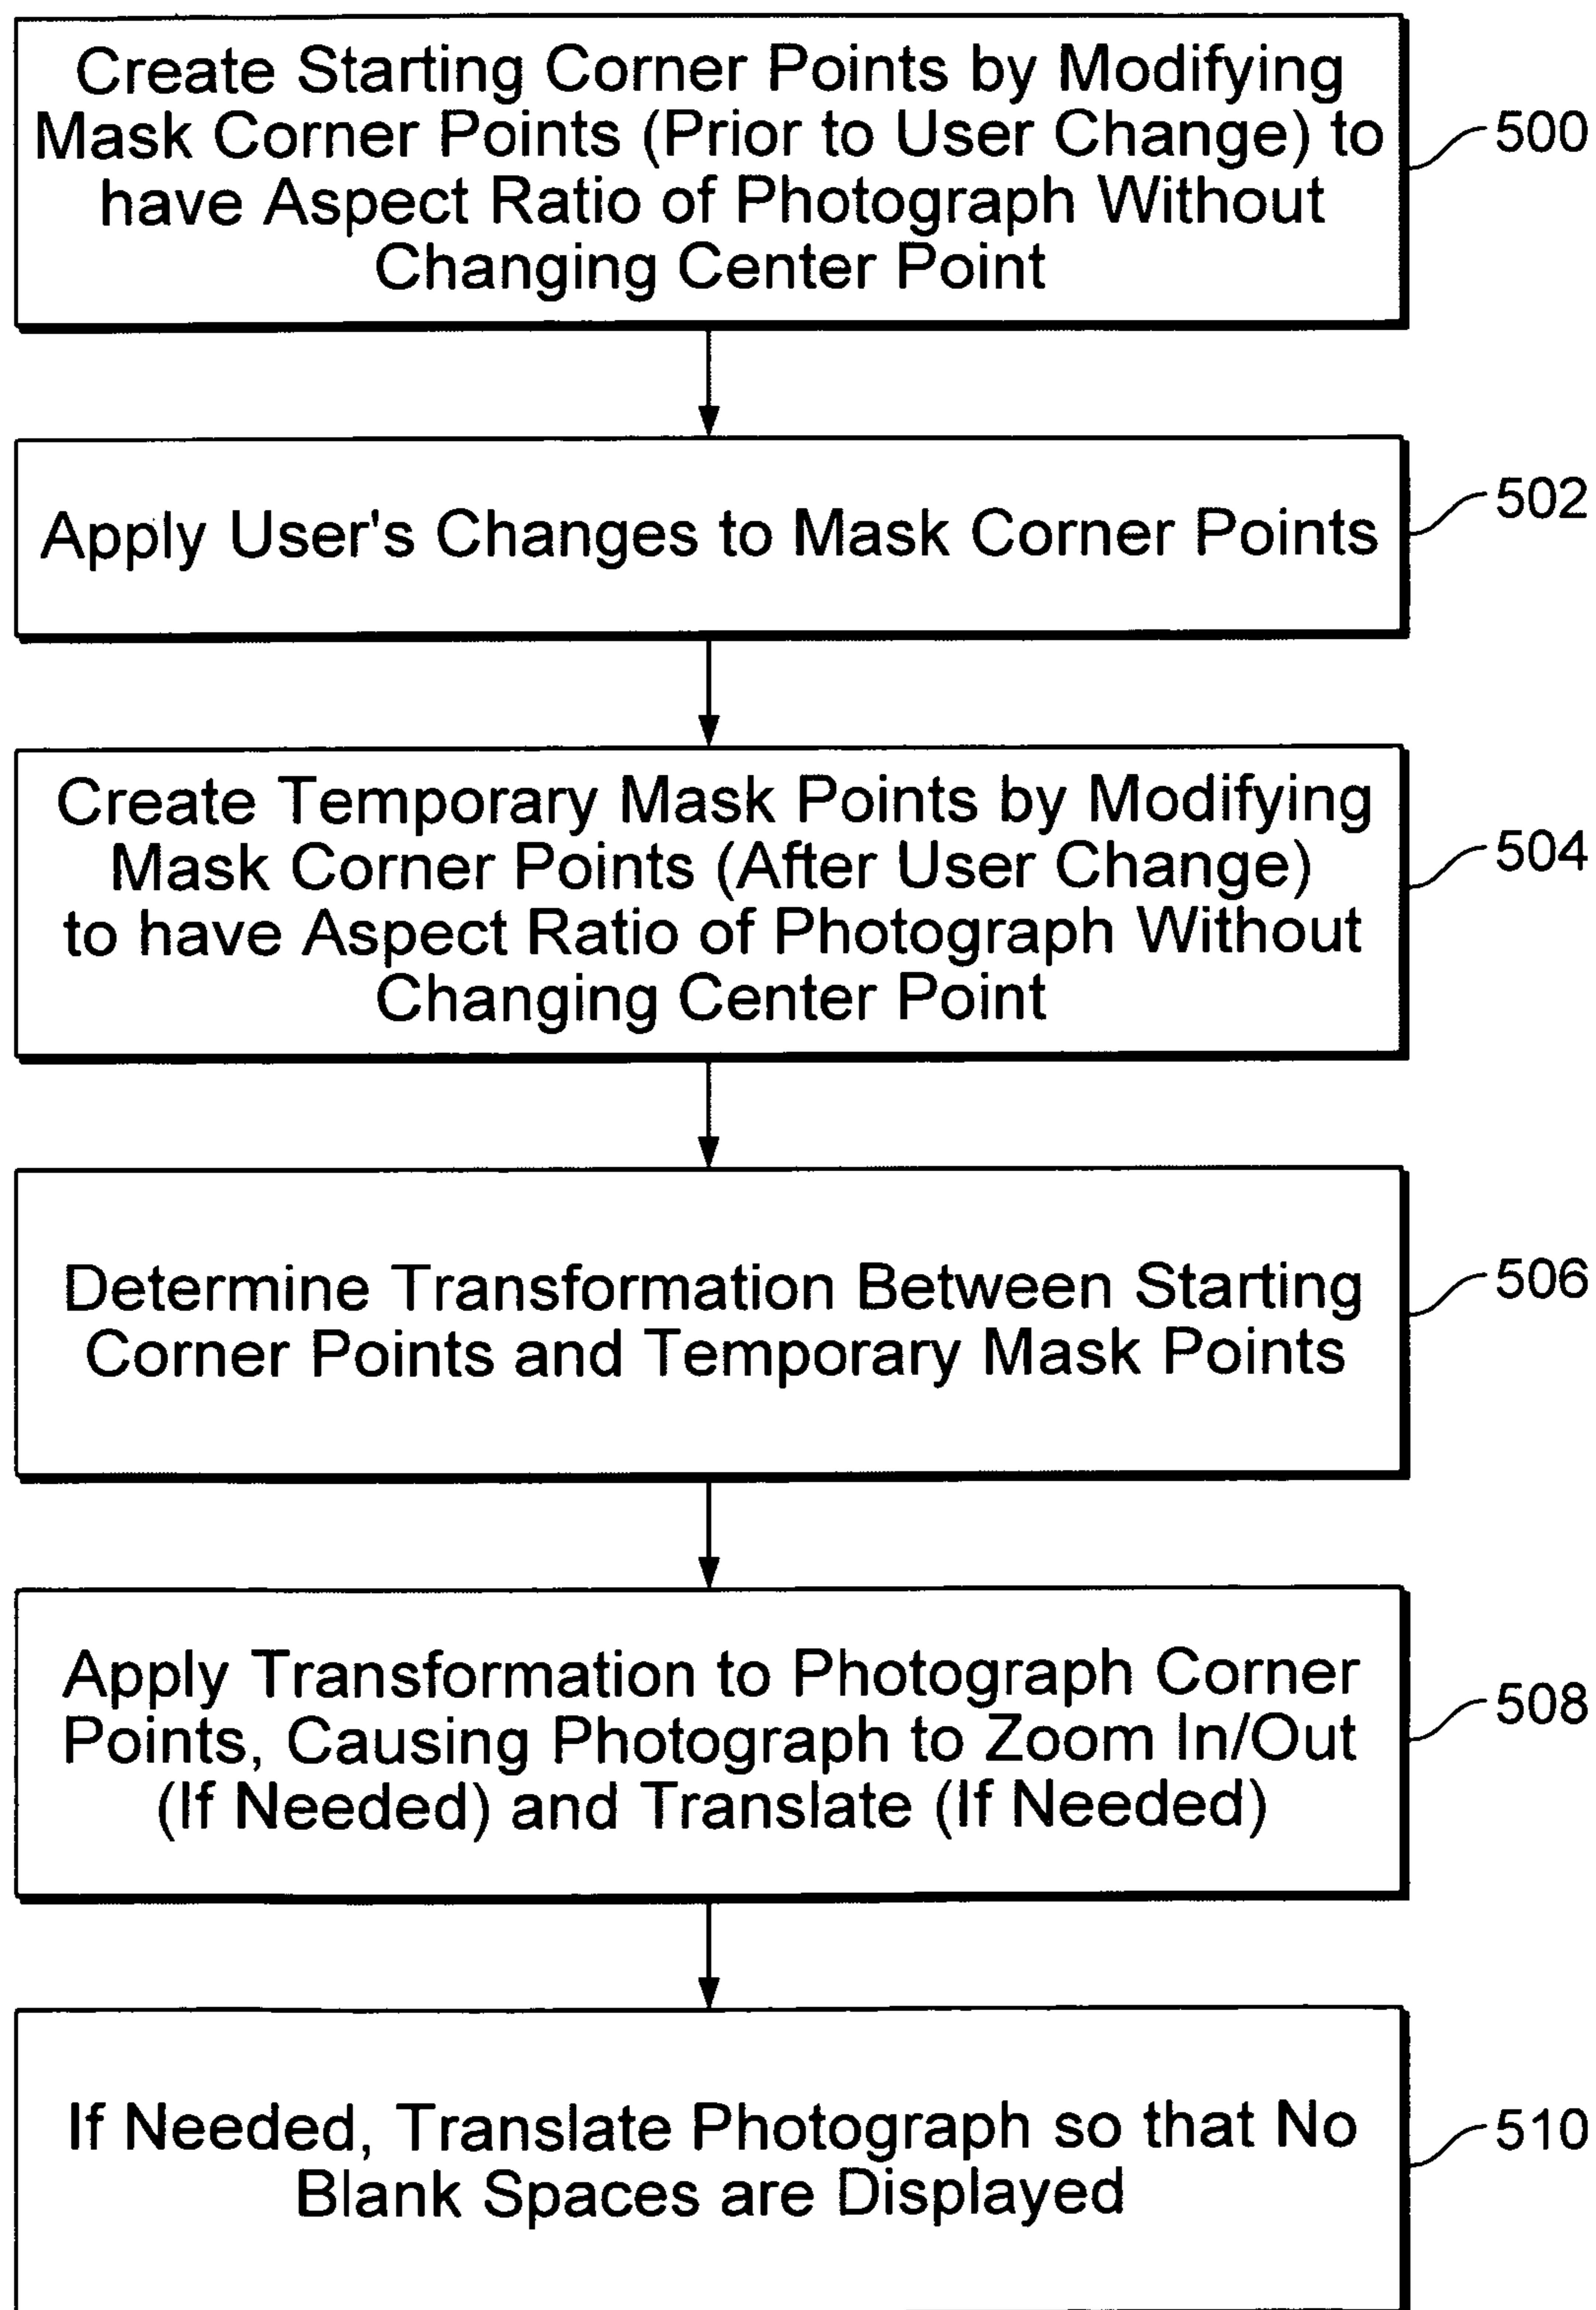 Create Starting Corner Points by Modifying
Mask Corner Points (Prior to User Change) to
have Aspect Ratio of Photograph Without
Changing Center Point
500
Apply User's Changes to Mask Corner Points
502
Create Temporary Mask Points by Modifying
Mask Corner Points (After User Change)
to have Aspect Ratio of Photograph Without
Changing Center Point
504
Determine Transformation Between Starting
Corner Points and Temporary Mask Points
506
Apply Transformation to Photograph Corner
Points, Causing Photograph to Zoom In/Out
(If Needed) and Translate (If Needed)
508
If Needed, Translate Photograph so that No
Blank Spaces are Displayed
510